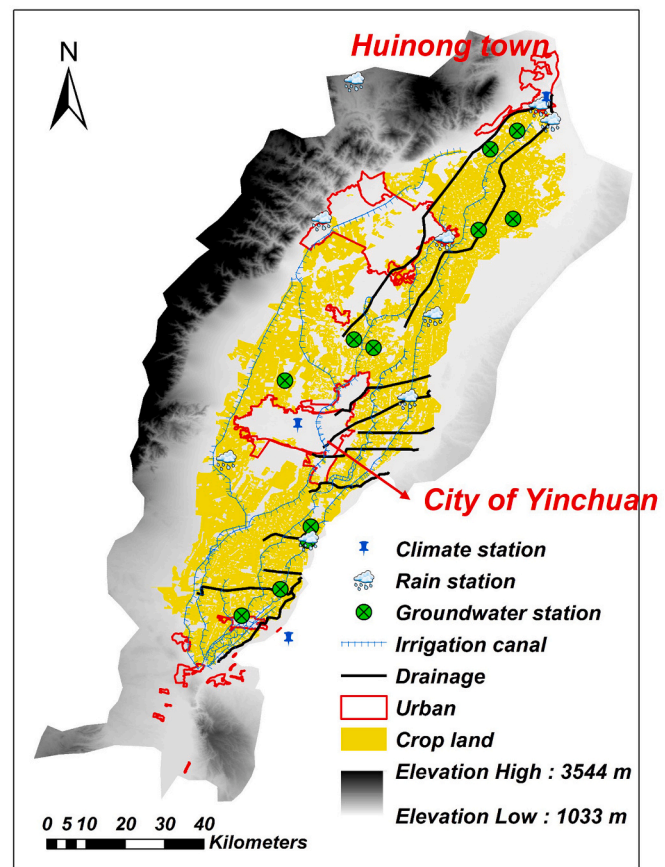 Huinong town
N
City of Yinchuan
Climate station
Rain station
Groundwater station
Irrigation canal
Drainage
Urban
Crop land
Elevation High : 3544 m
Elevation Low : 1033 m
0 5 10 20 30 40
Kilometers